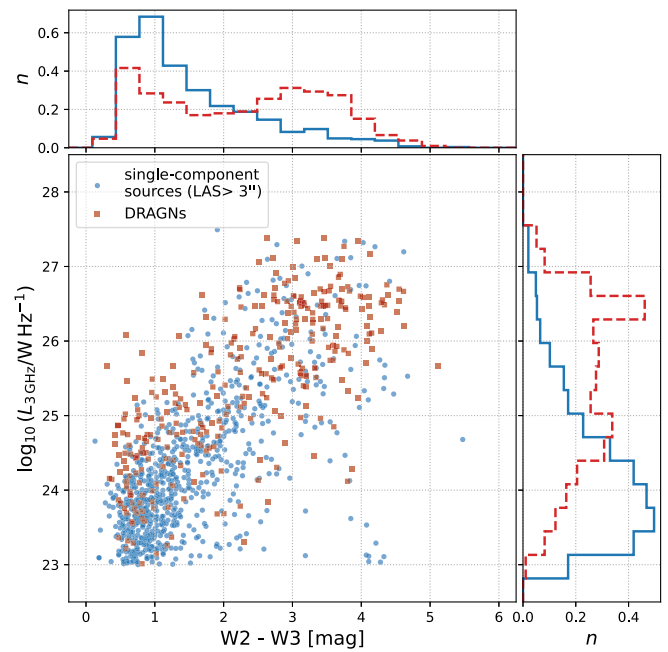 0.6
0.4
0.2
0.0
n
single-component
sources (LAS> 3")
DRAGNs
28
27
26
25
24
23
log₁₀ (L₃ GHz/W Hz⁻¹)
0 1 2 3 4 5 6
W2 - W3 [mag]
0.0 0.2 0.4
n